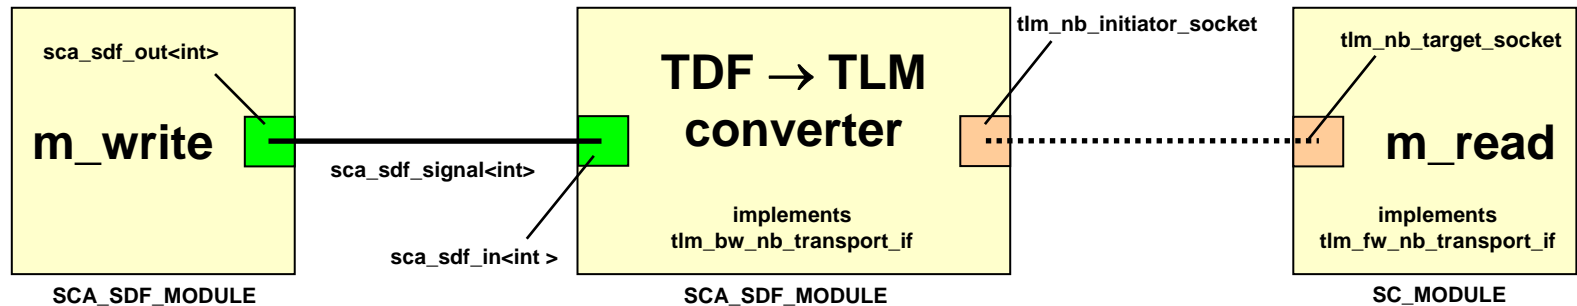 sca_sdf_out<int>
m_write
sca_sdf_signal<int>
sca_sdf_in<int >
SCA_SDF_MODULE
TDF → TLM
converter
implements
tlm_bw_nb_transport_if
SCA_SDF_MODULE
tlm_nb_initiator_socket
tlm_nb_target_socket
m_read
implements
tlm_fw_nb_transport_if
SC_MODULE